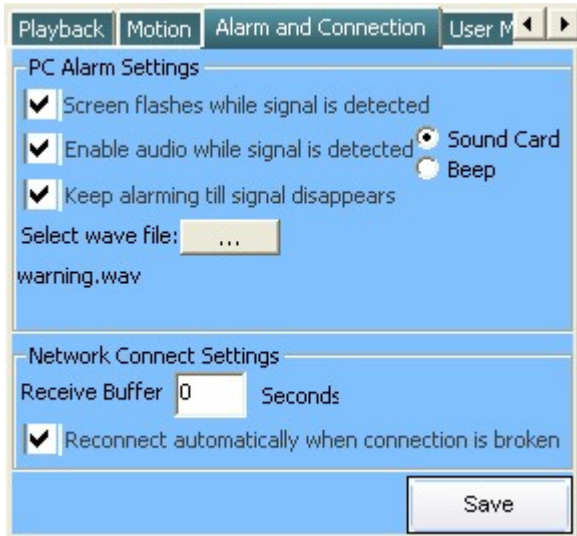 Playback Motion Alarm and Connection User M
PC Alarm Settings
Screen flashes while signal is detected
Enable audio while signal is detected Sound Card
Beep
Keep alarming till signal disappears
Select wave file: ...
warning.wav
Network Connect Settings
Receive Buffer 0 Seconds
Reconnect automatically when connection is broken
Save